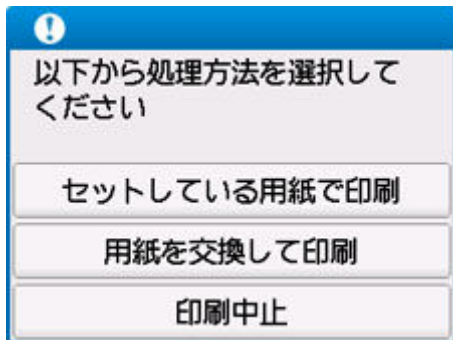 以下から処理方法を選択して
ください
セットしている用紙で印刷
用紙を交換して印刷
印刷中止